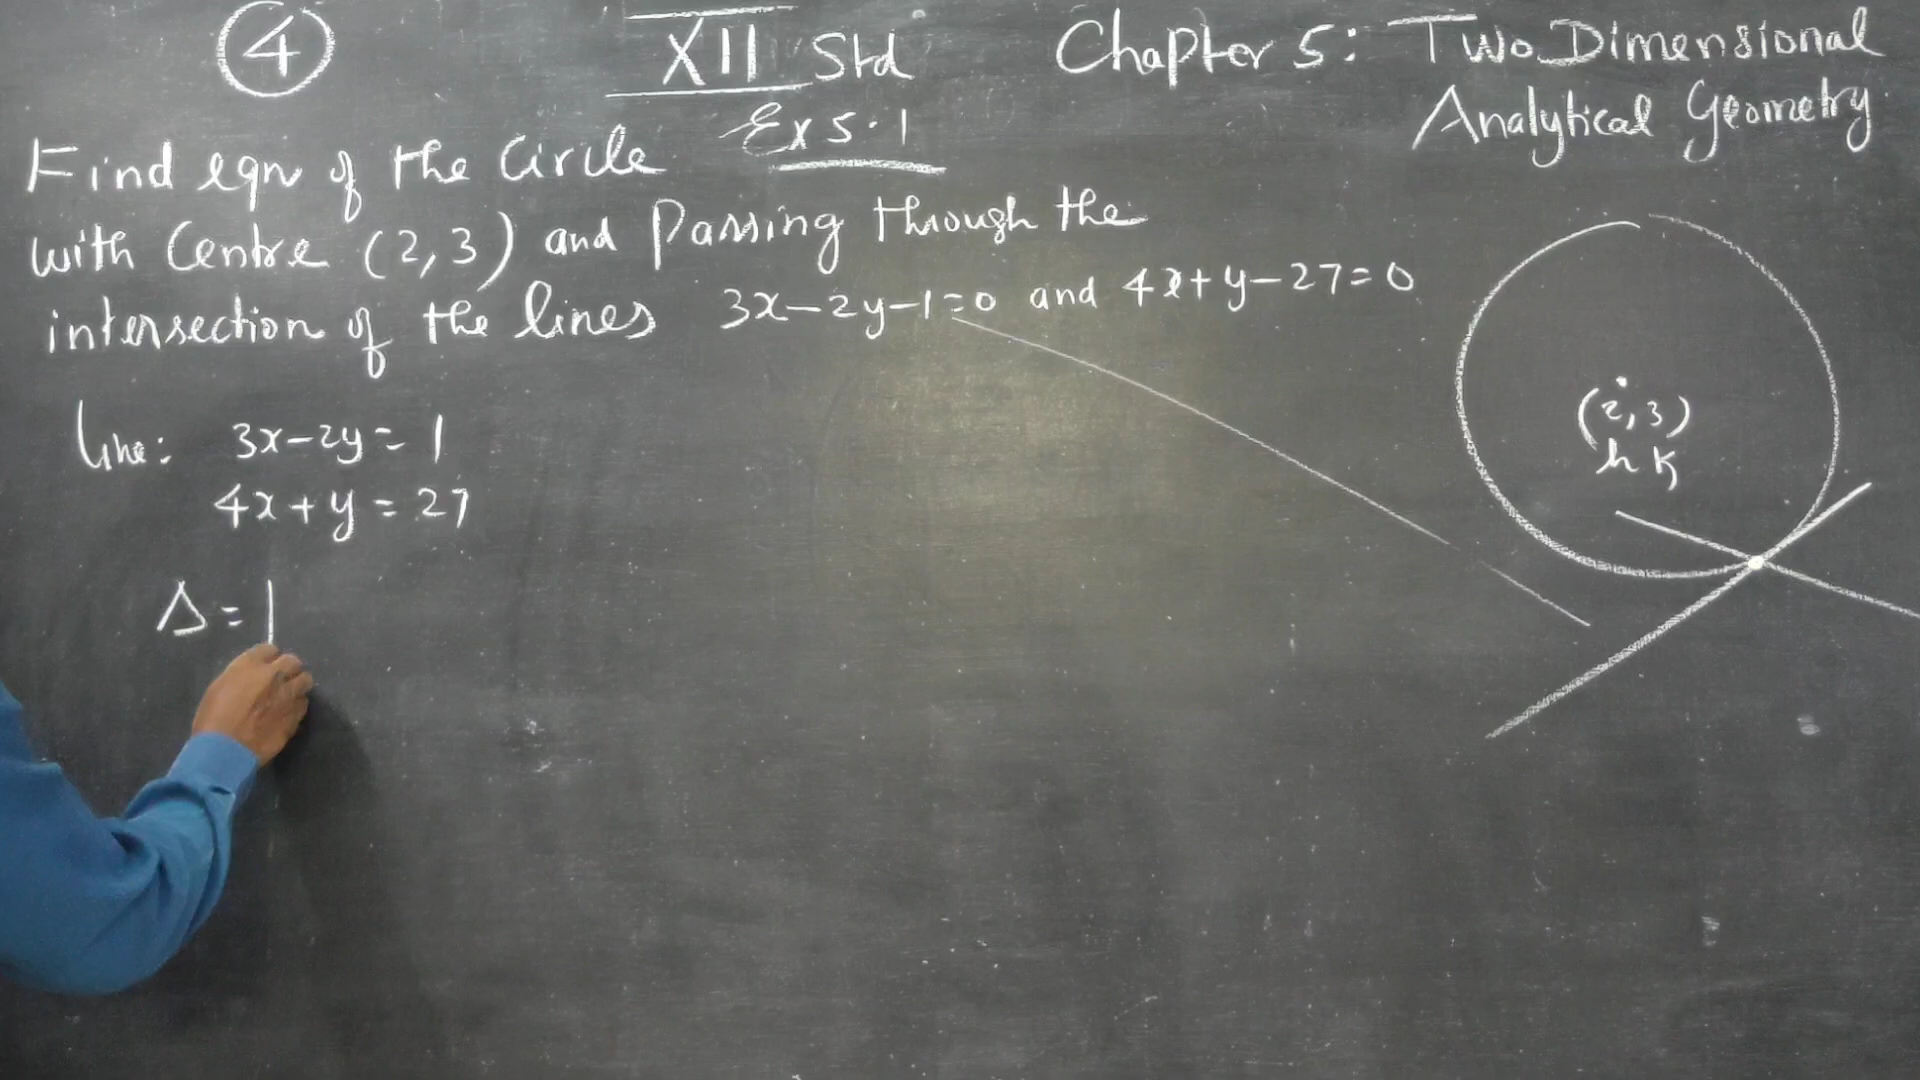 4
XII Std
Chapter 5: Two Dimensional
Analytical Geometry
Ex 5.1
Find eqn of the Circle
with Centre (2,3) and Passing through the
intersection of the lines 3x-2y-1=0 and 4x+y-27=0
(2,3)
h k
line: 3x-2y=1
4x+y=27
Δ=|